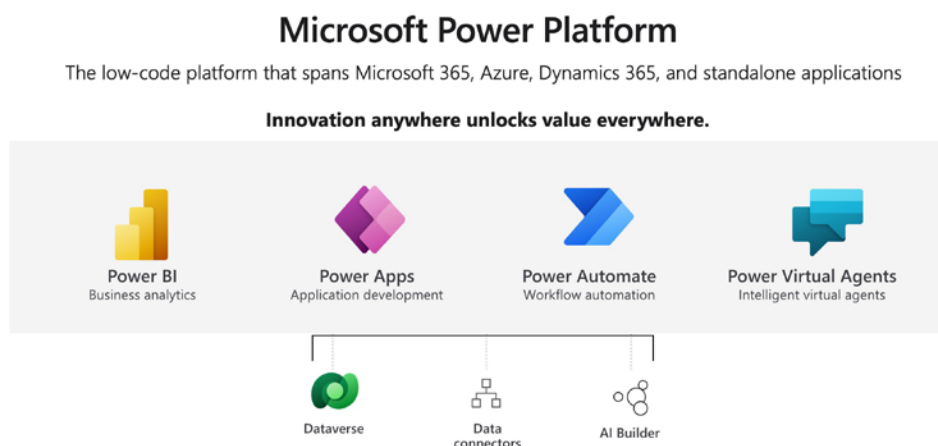 Microsoft Power Platform
The low-code platform that spans Microsoft 365, Azure, Dynamics 365, and standalone applications
Innovation anywhere unlocks value everywhere.
Power BI
Business analytics
Power Apps
Application development
Power Automate
Workflow automation
Power Virtual Agents
Intelligent virtual agents
Dataverse
Data
connectors
AI Builder